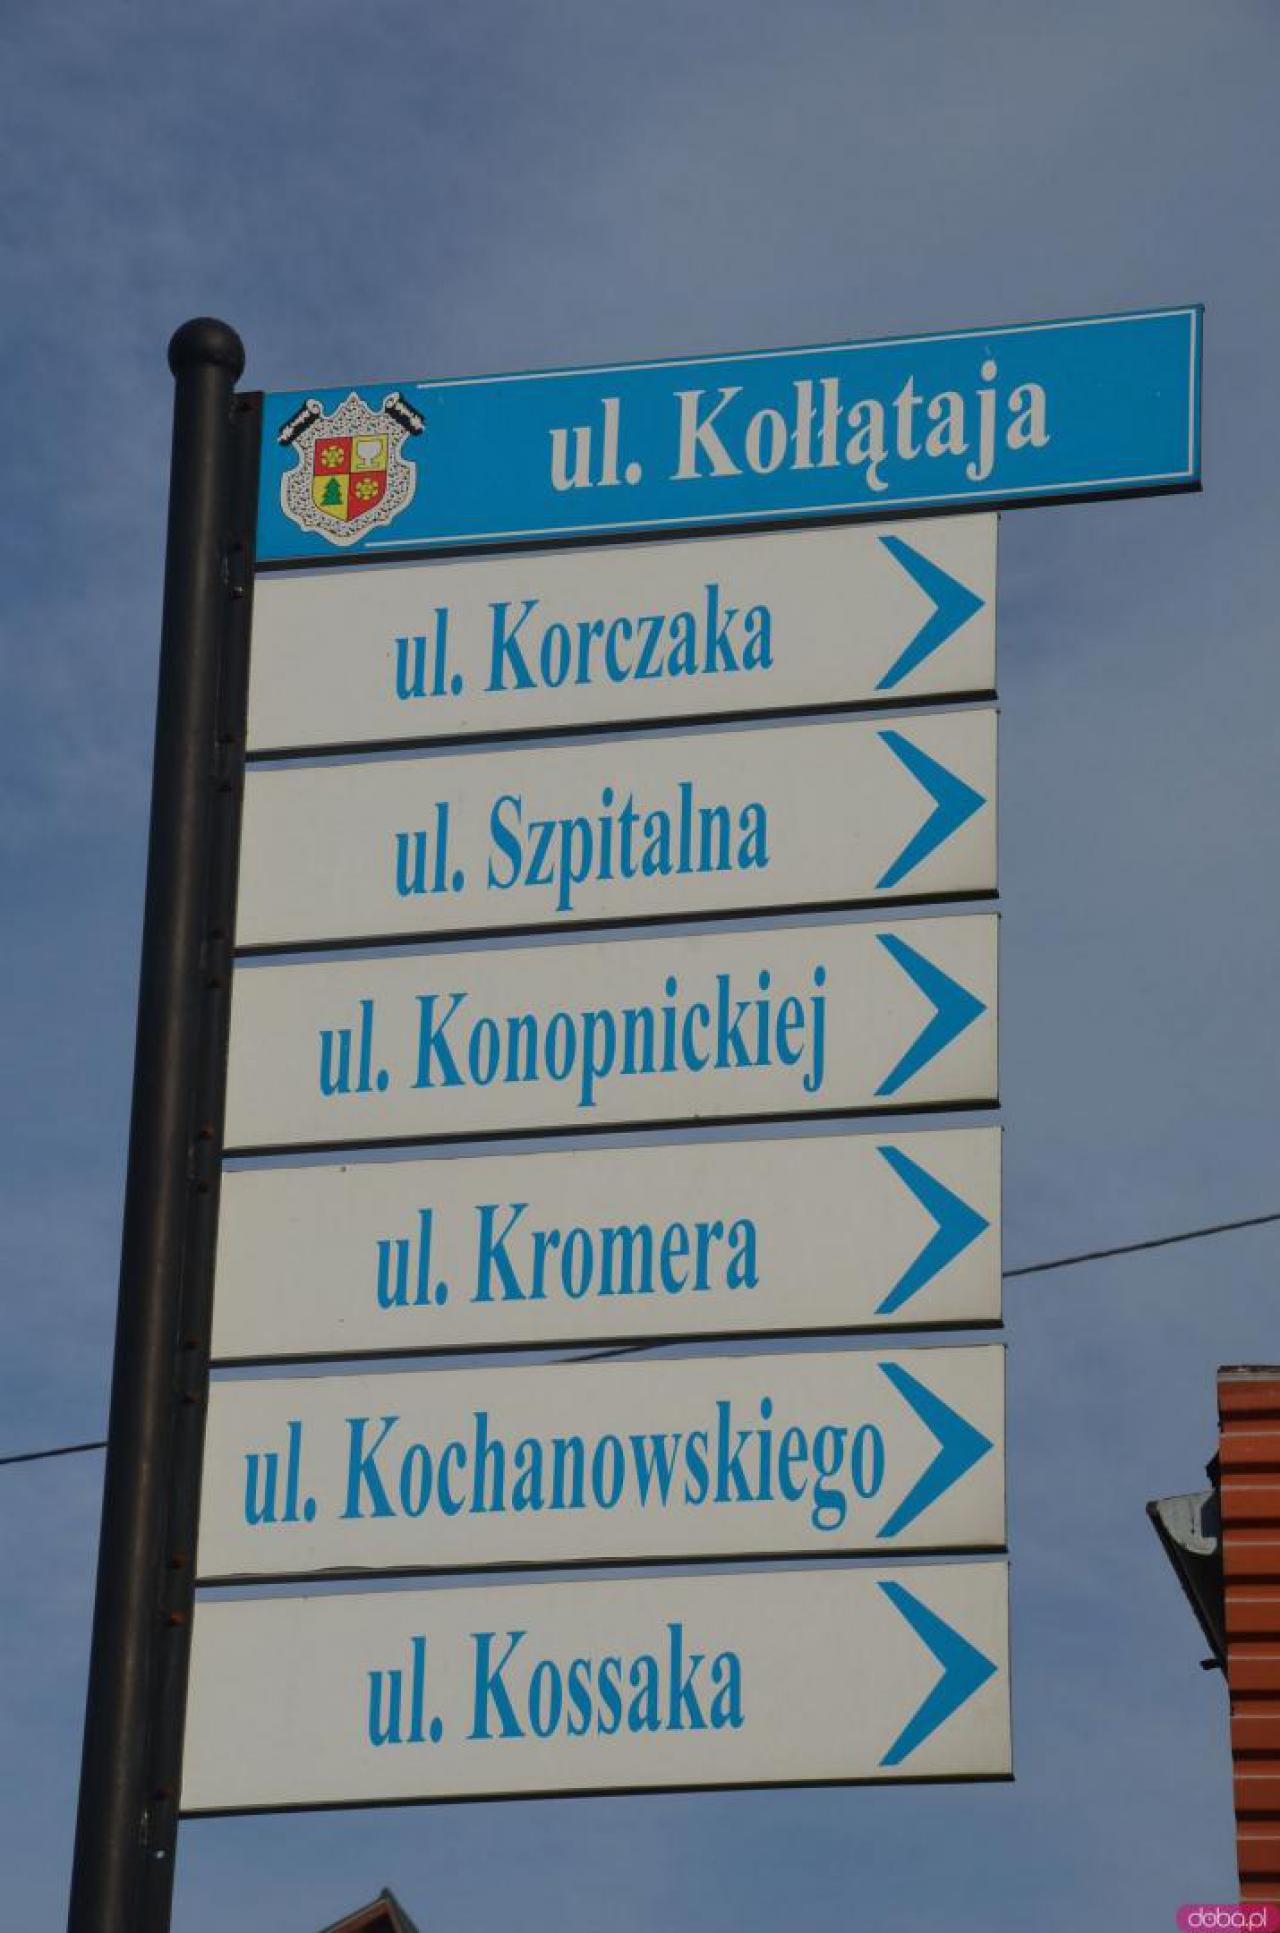 ul. Kołłątaja
ul. Korczaka
ul. Szpitalna
ul. Konopnickiej
ul. Kromera
ul. Kochanowskiego
ul. Kossaka
doba.pl